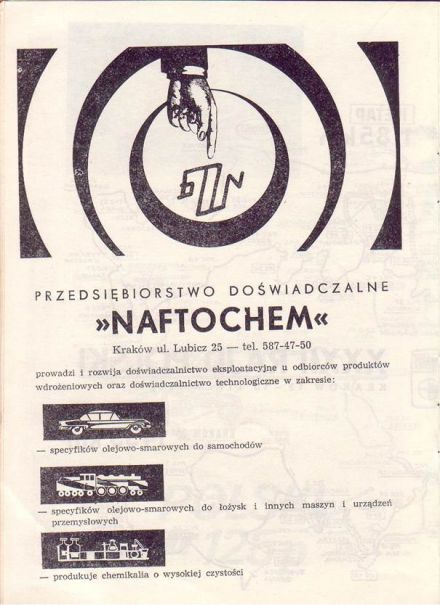 PRZEDSIĘBIORSTWO DOŚWIADCZALNE
»NAFTOCHEM«
Kraków ul. Lubicz 25 — tel. 587-47-50
prowadzi i rozwija doświadczalnictwo eksploatacyjne u odbiorców produktów
wdrożeniowych oraz doświadczalnictwo technologiczne w zakresie:
— specyfików olejowo-smarowych do samochodów
— specyfików olejowo-smarowych do łożysk i innych maszyn i urządzeń
przemysłowych
— produkuje chemikalia o wysokiej czystości